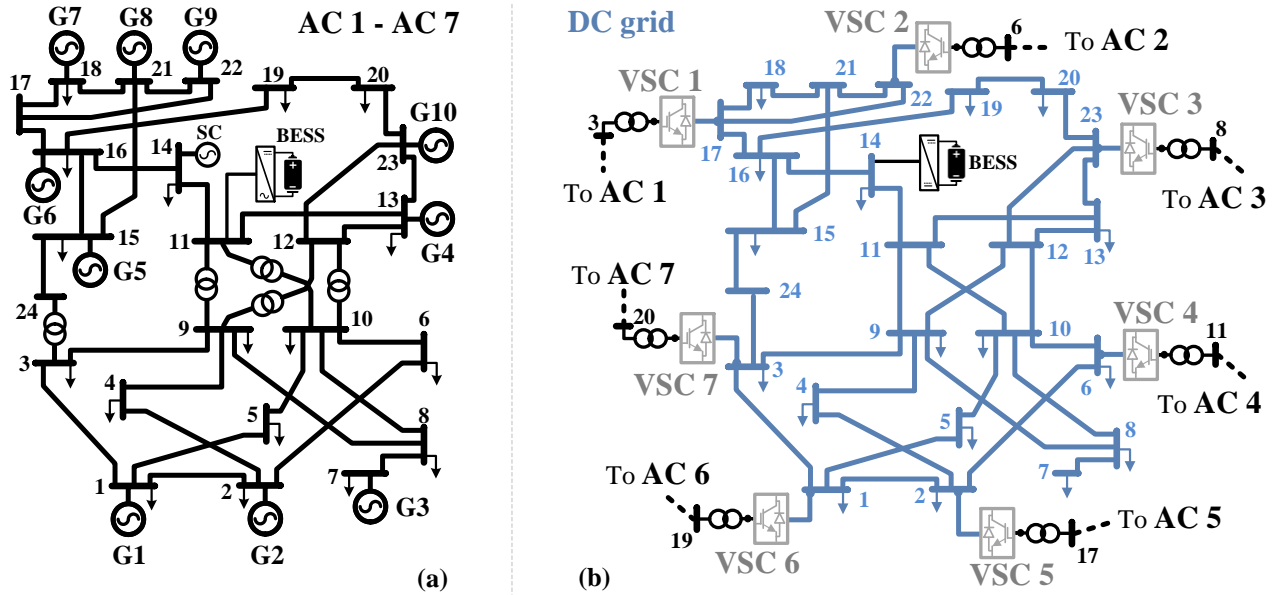 G7
G8
G9
AC 1 - AC 7
18
21
22
19
20
17
G10
16
14
SC
BESS
23
G6
13
15
11
12
G4
G5
24
9
10
6
3
4
5
8
1
2
7
G3
G1
G2
(a)
DC grid
VSC 2
6
To AC 2
VSC 1
18
21
22
19
20
23
VSC 3
3
8
17
16
14
BESS
To AC 1
To AC 3
15
11
12
13
To AC 7
24
20
9
10
VSC 4
11
VSC 7
3
4
5
6
To AC 4
8
7
To AC 6
1
2
19
VSC 6
VSC 5
To AC 5
17
(b)